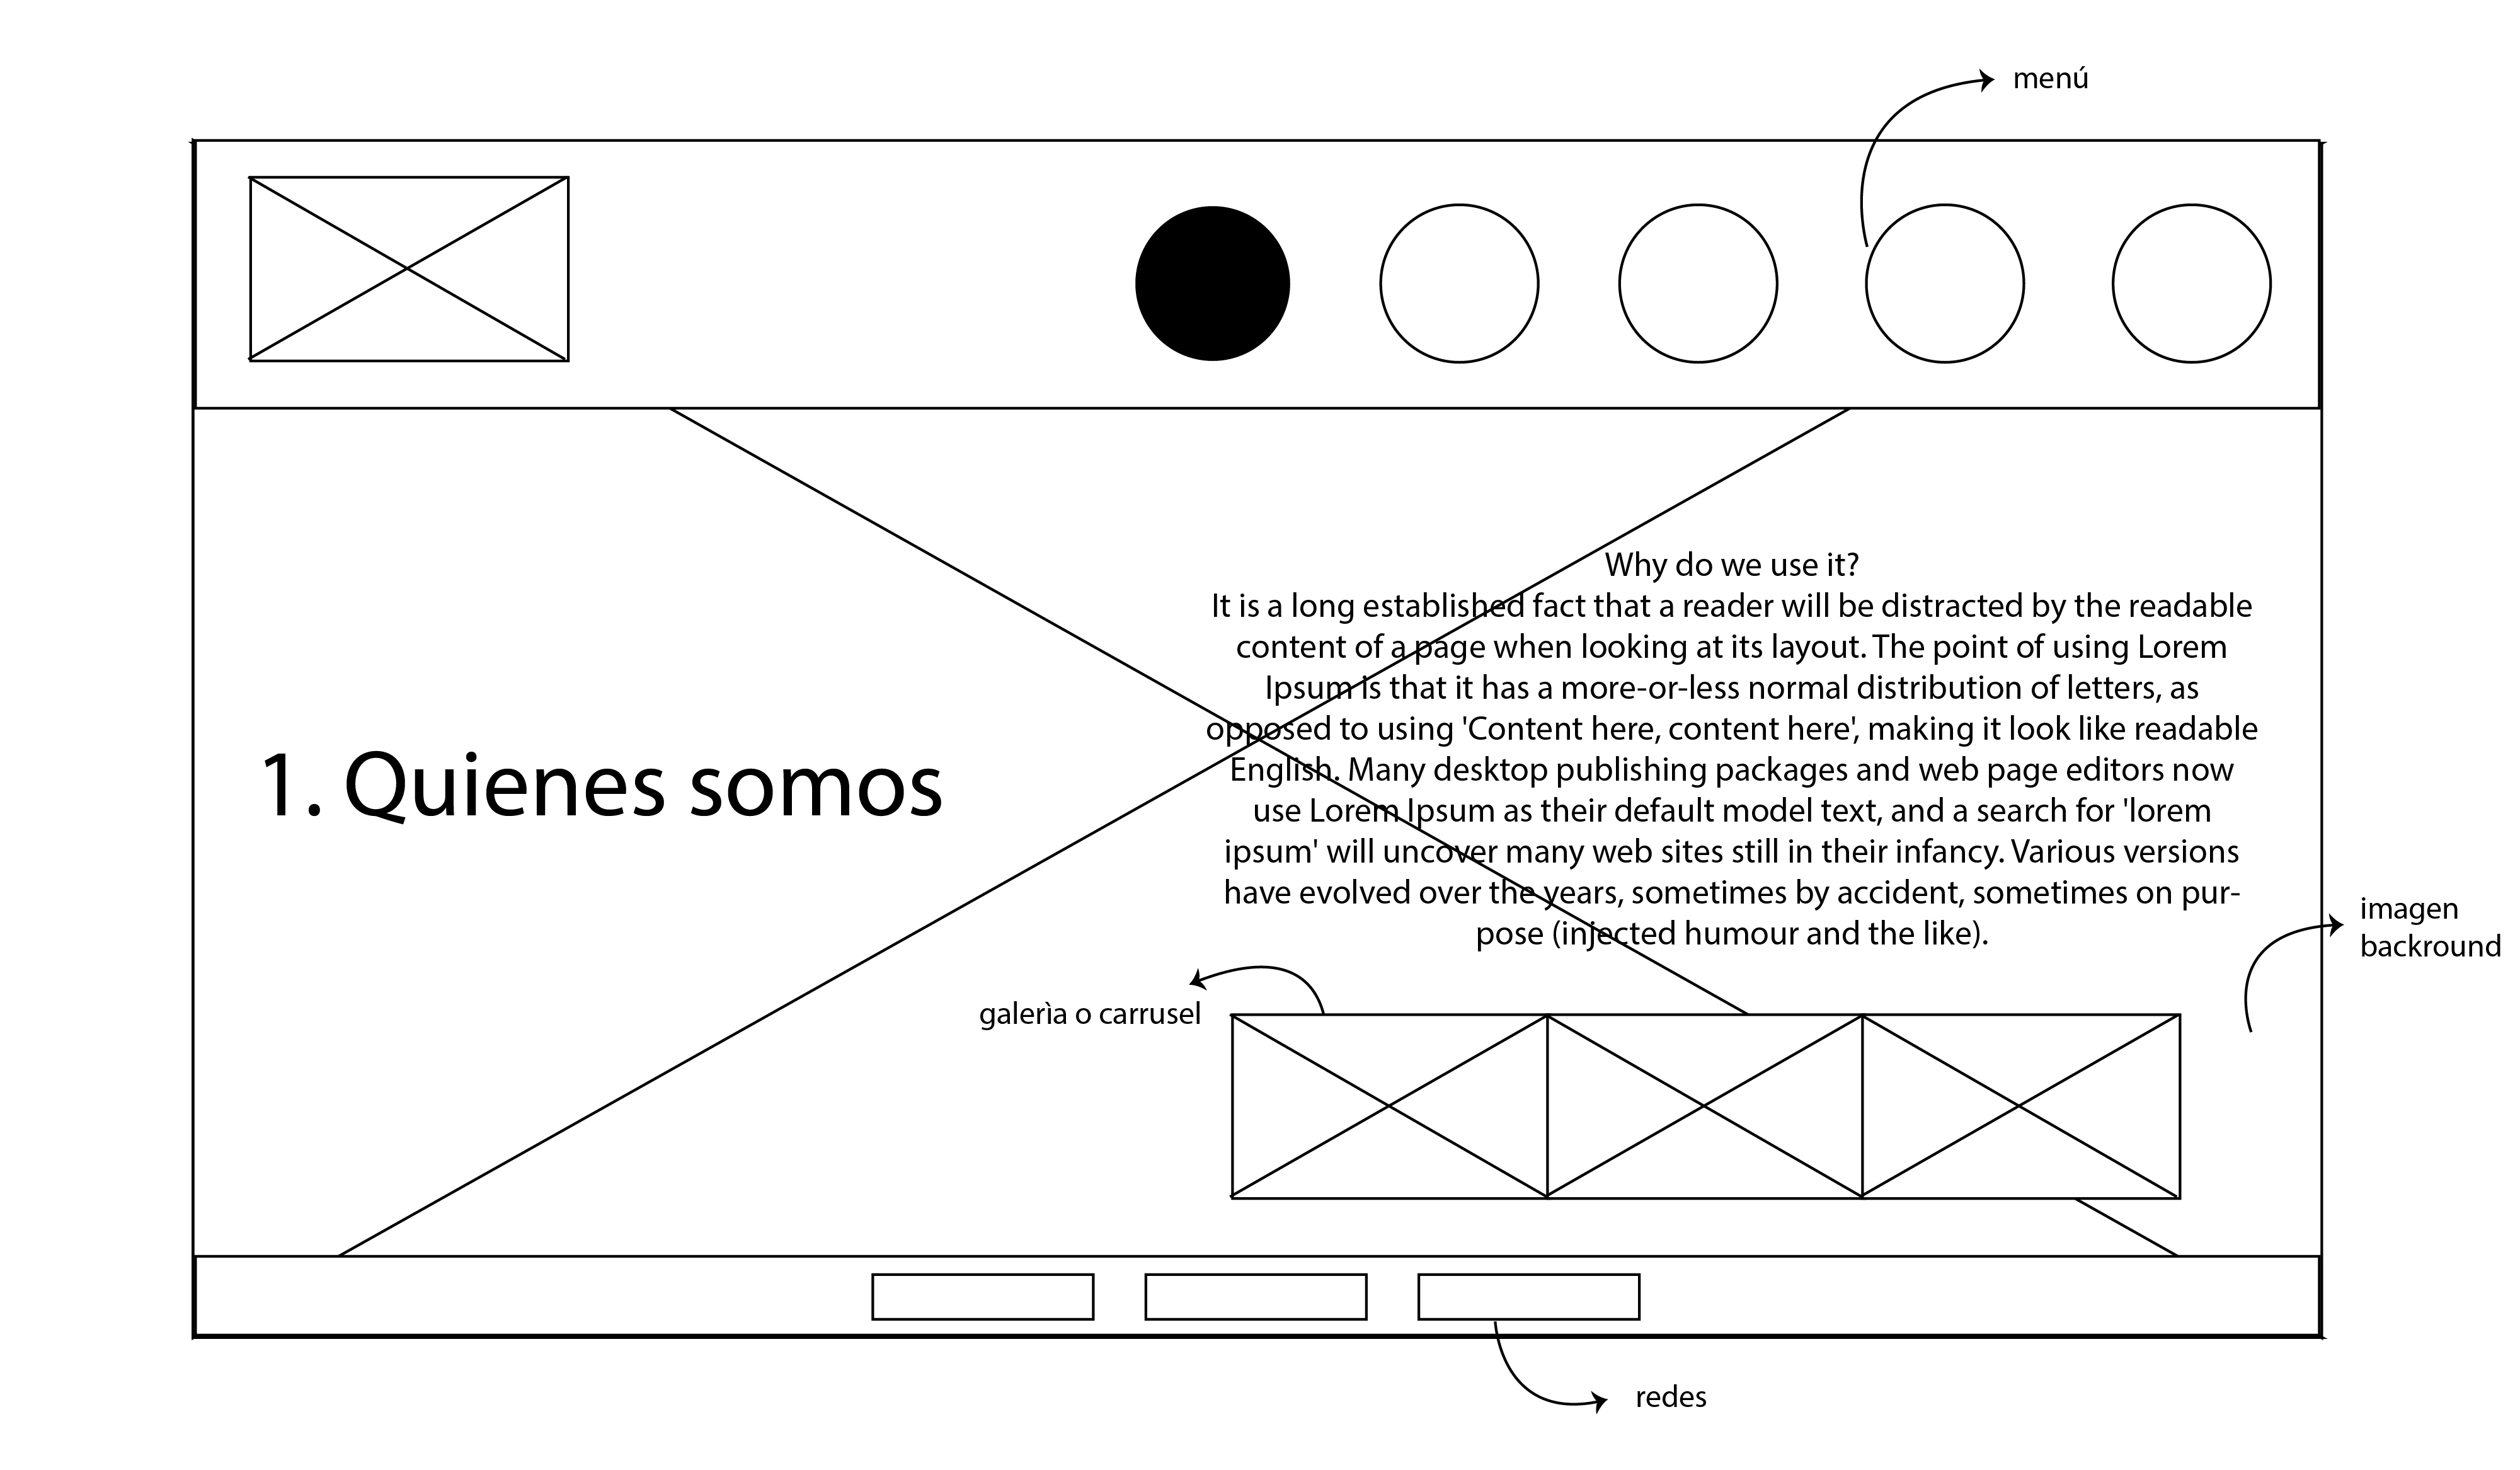 menú
Why do we use it?
It is a long established fact that a reader will be distracted by the readable
content of a page when looking at its layout. The point of using Lorem
Ipsum is that it has a more-or-less normal distribution of letters, as
opposed to using 'Content here, content here', making it look like readable
English. Many desktop publishing packages and web page editors now
use Lorem Ipsum as their default model text, and a search for 'lorem
ipsum' will uncover many web sites still in their infancy. Various versions
have evolved over the years, sometimes by accident, sometimes on pur-
pose (injected humour and the like).
1. Quienes somos
imagen
backround
galerìa o carrusel
redes